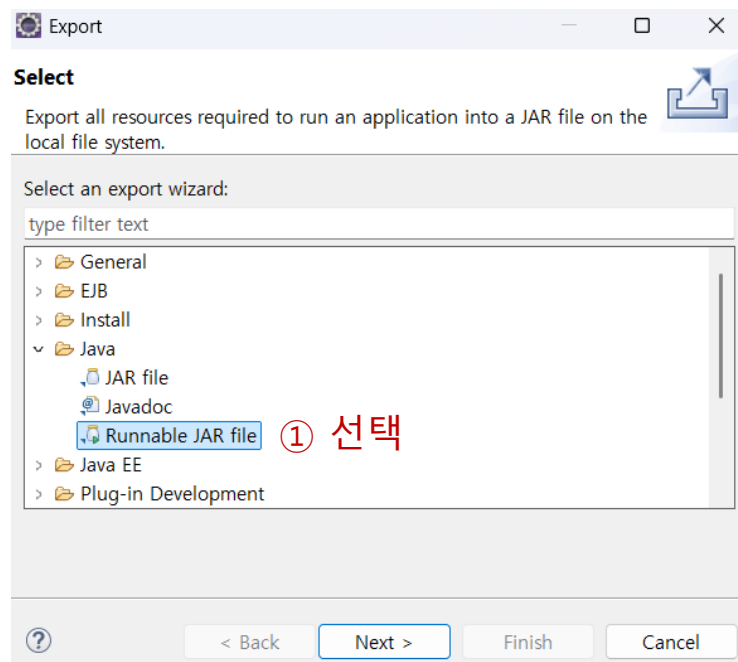 Export
Select
Export all resources required to run an application into a JAR file on the
local file system.
Select an export wizard:
type filter text
General
EJB
Install
Java
JAR file
Javadoc
Runnable JAR file ① 선택
Java EE
Plug-in Development
< Back Next > Finish Cancel